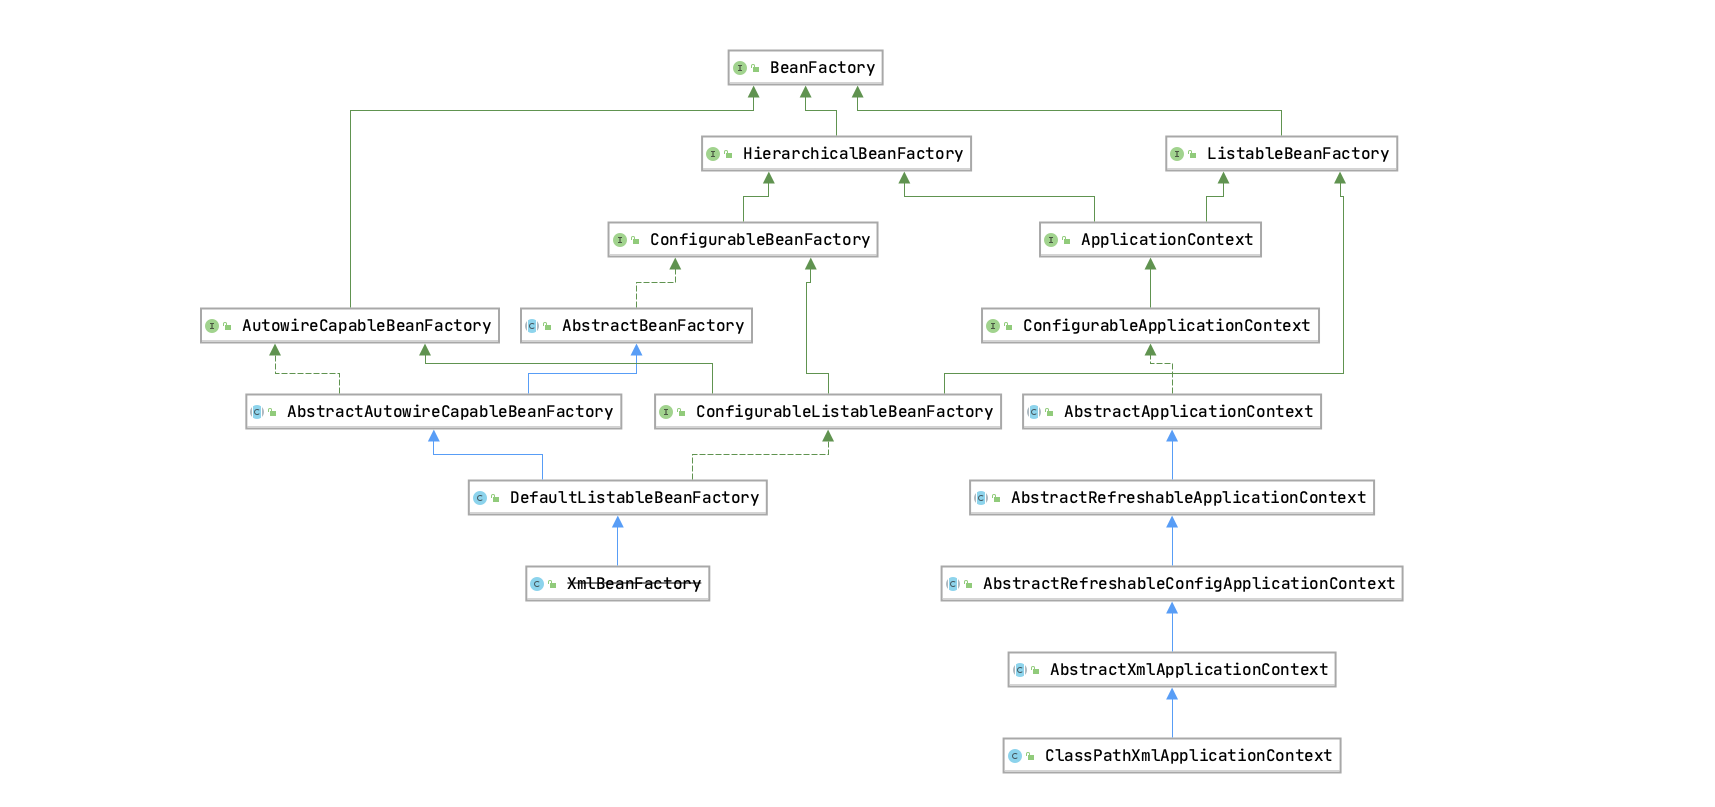 BeanFactory
HierarchicalBeanFactory
ListableBeanFactory
ConfigurableBeanFactory
ApplicationContext
AutowireCapableBeanFactory
AbstractBeanFactory
ConfigurableApplicationContext
AbstractAutowireCapableBeanFactory
ConfigurableListableBeanFactory
AbstractApplicationContext
DefaultListableBeanFactory
AbstractRefreshableApplicationContext
XmlBeanFactory
AbstractRefreshableConfigApplicationContext
AbstractXmlApplicationContext
ClassPathXmlApplicationContext